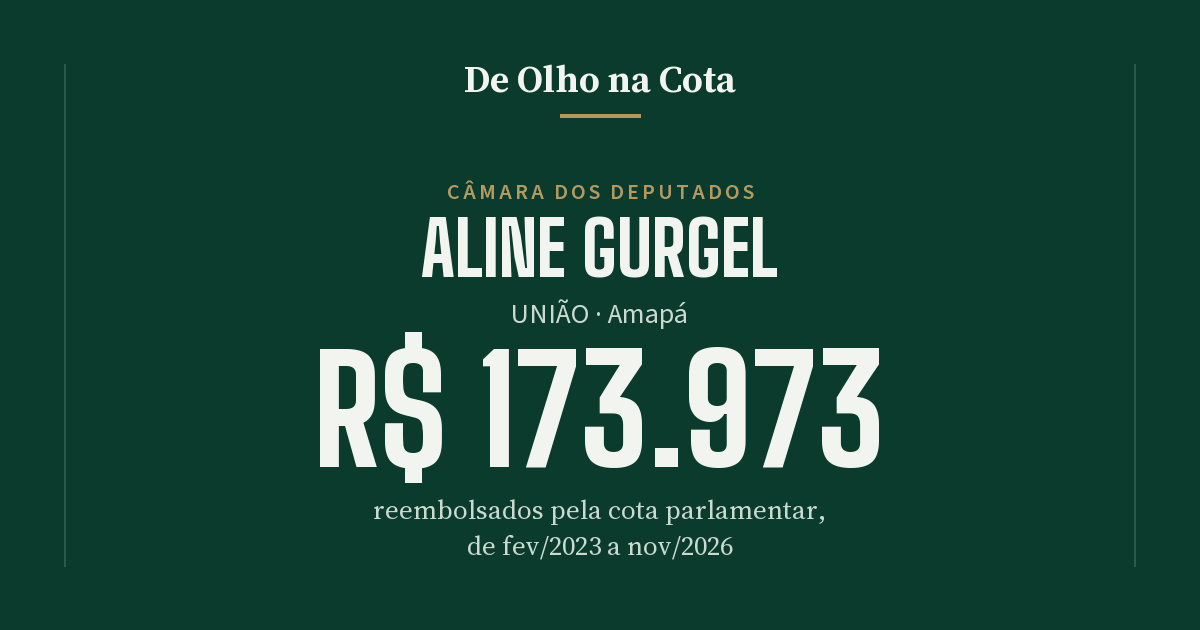 De Olho na Cota
CÂMARA DOS DEPUTADOS
ALINE GURGEL
UNIÃO · Amapá
R$ 173.973
reembolsados pela cota parlamentar,
de fev/2023 a nov/2026